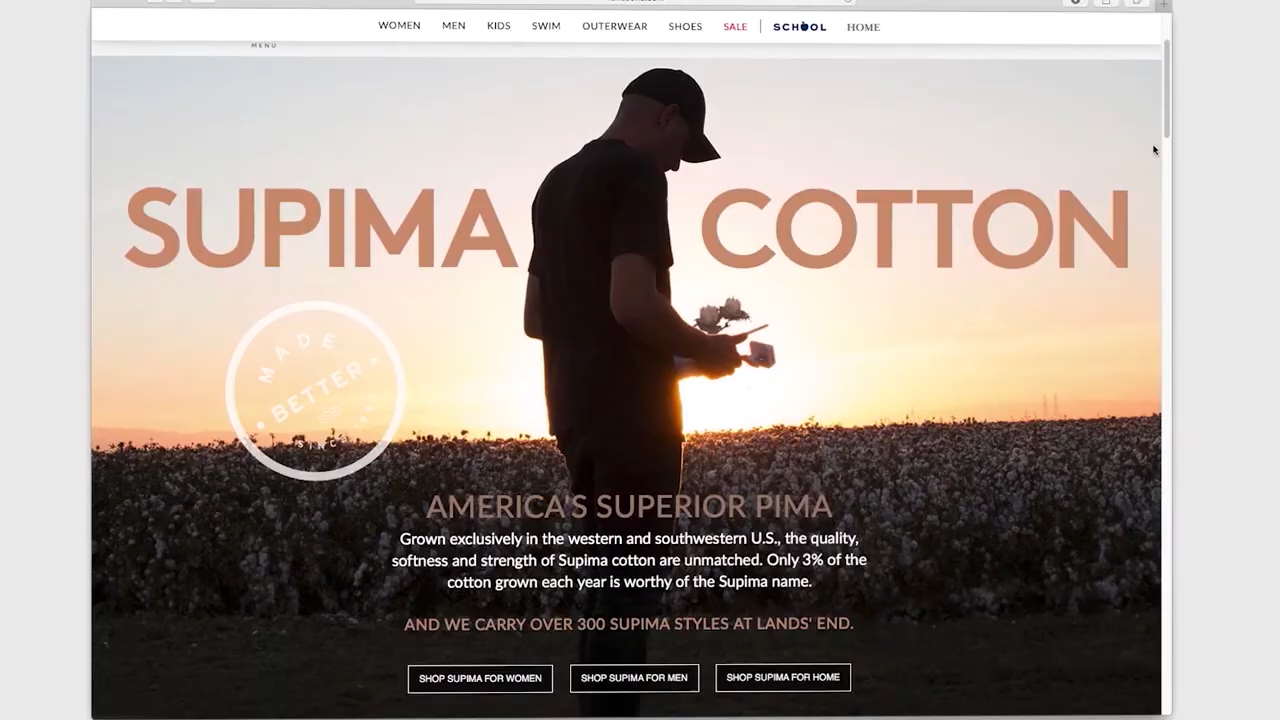 WOMEN MEN KIDS SWIM OUTERWEAR SHOES SALE SCHOOL HOME
MENU
SUPIMA COTTON
MADE
BETTER
AMERICA'S SUPERIOR PIMA
Grown exclusively in the western and southwestern U.S., the quality,
softness and strength of Supima cotton are unmatched. Only 3% of the
cotton grown each year is worthy of the Supima name.
AND WE CARRY OVER 300 SUPIMA STYLES AT LANDS' END.
SHOP SUPIMA FOR WOMEN SHOP SUPIMA FOR MEN SHOP SUPIMA FOR HOME